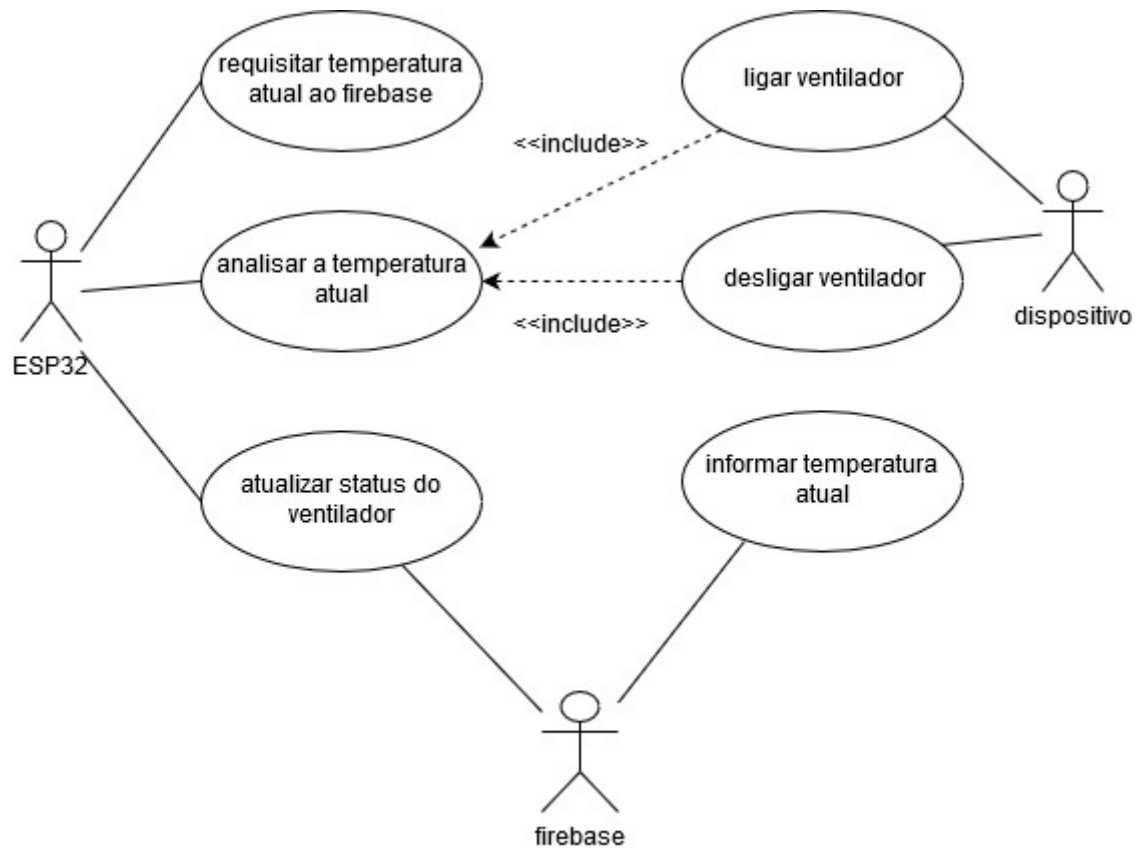 requisitar temperatura
atual ao firebase
ligar ventilador
<<include>>
analisar a temperatura
atual
desligar ventilador
<<include>>
dispositivo
ESP32
atualizar status do
ventilador
informar temperatura
atual
firebase